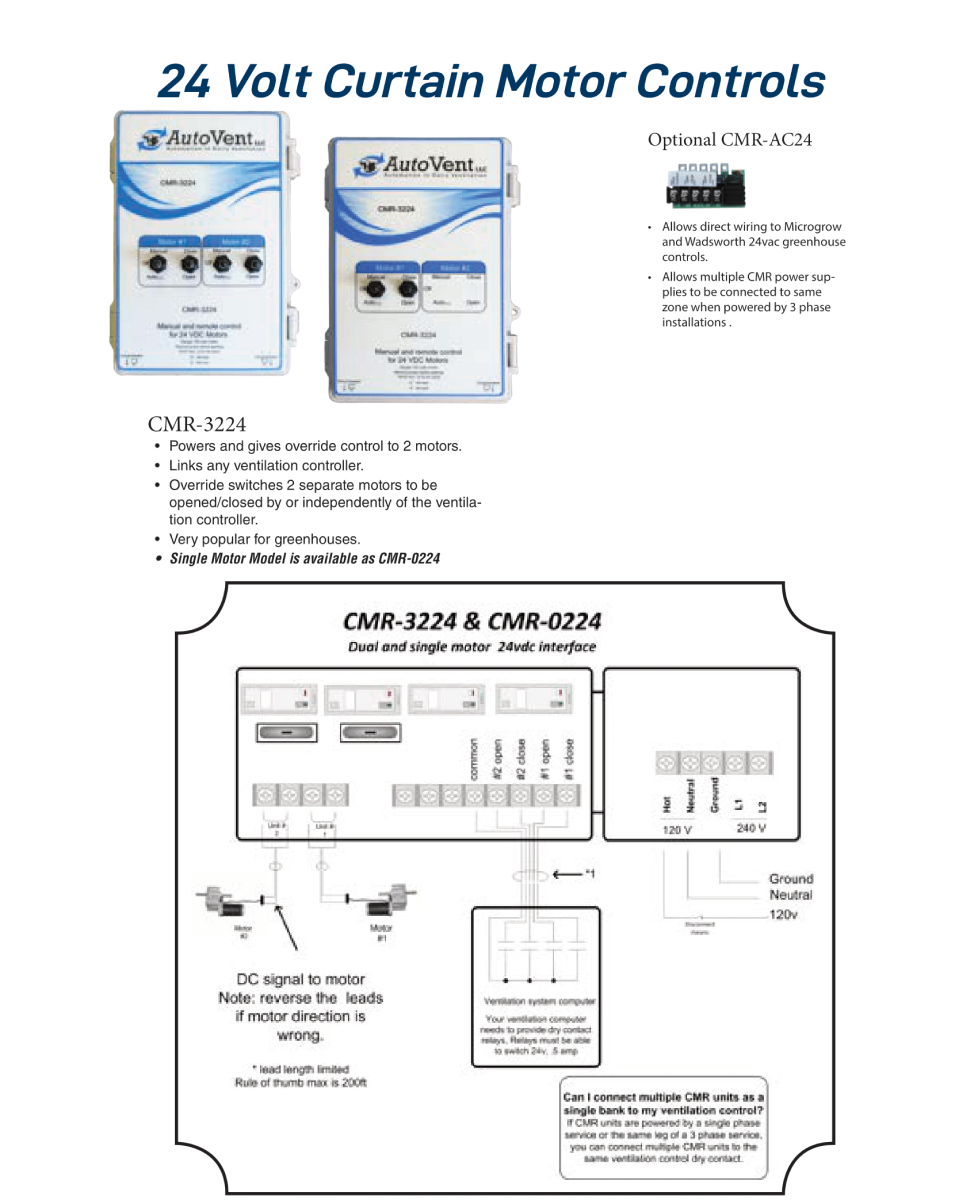 24 Volt Curtain Motor Controls
AutoVent LLC
Automation in Dairy Ventilation
CMR-3224
Motor #1 Motor #2
Manual Close Manual Close
Off
Auto Open Auto Open
CMR-3224
Manual and remote control
for 24 VDC Motors
AutoVent LLC
Automation in Dairy Ventilation
CMR-3224
Motor #1 Motor #2
Manual Close Manual Close
Off Off
Auto Open Auto Open
CMR-3224
Manual and remote control
for 24 VDC Motors
Optional CMR-AC24
• Allows direct wiring to Microgrow
and Wadsworth 24vac greenhouse
controls.
• Allows multiple CMR power sup-
plies to be connected to same
zone when powered by 3 phase
installations .
CMR-3224
• Powers and gives override control to 2 motors.
• Links any ventilation controller.
• Override switches 2 separate motors to be
opened/closed by or independently of the ventila-
tion controller.
• Very popular for greenhouses.
• Single Motor Model is available as CMR-0224
CMR-3224 & CMR-0224
Dual and single motor 24vdc interface
common
#2 open
#2 close
#1 open
#1 close
Unit #
2
Unit #
1
Hot
Neutral
Ground
L1
L2
120 V
240 V
*1
Ground
Neutral
120v
Disconnect
means
Motor
#2
Motor
#1
DC signal to motor
Note: reverse the leads
if motor direction is
wrong.
* lead length limited
Rule of thumb max is 200ft
Ventilation system computer
Your ventilation computer
needs to provide dry contact
relays, Relays must be able
to switch 24v, .5 amp
Can I connect multiple CMR units as a
single bank to my ventilation control?
If CMR units are powered by a single phase
service or the same leg of a 3 phase service,
you can connect multiple CMR units to the
same ventilation control dry contact.